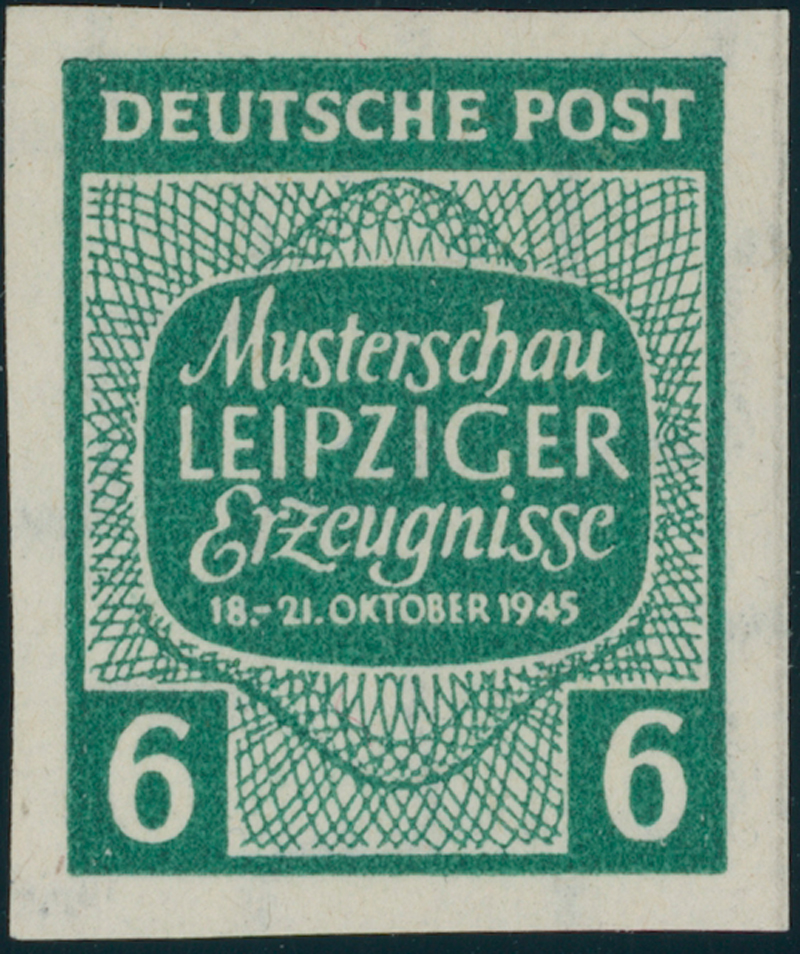 DEUTSCHE POST
Musterschau
LEIPZIGER
Erzeugnisse
18.-21. OKTOBER 1945
6 6